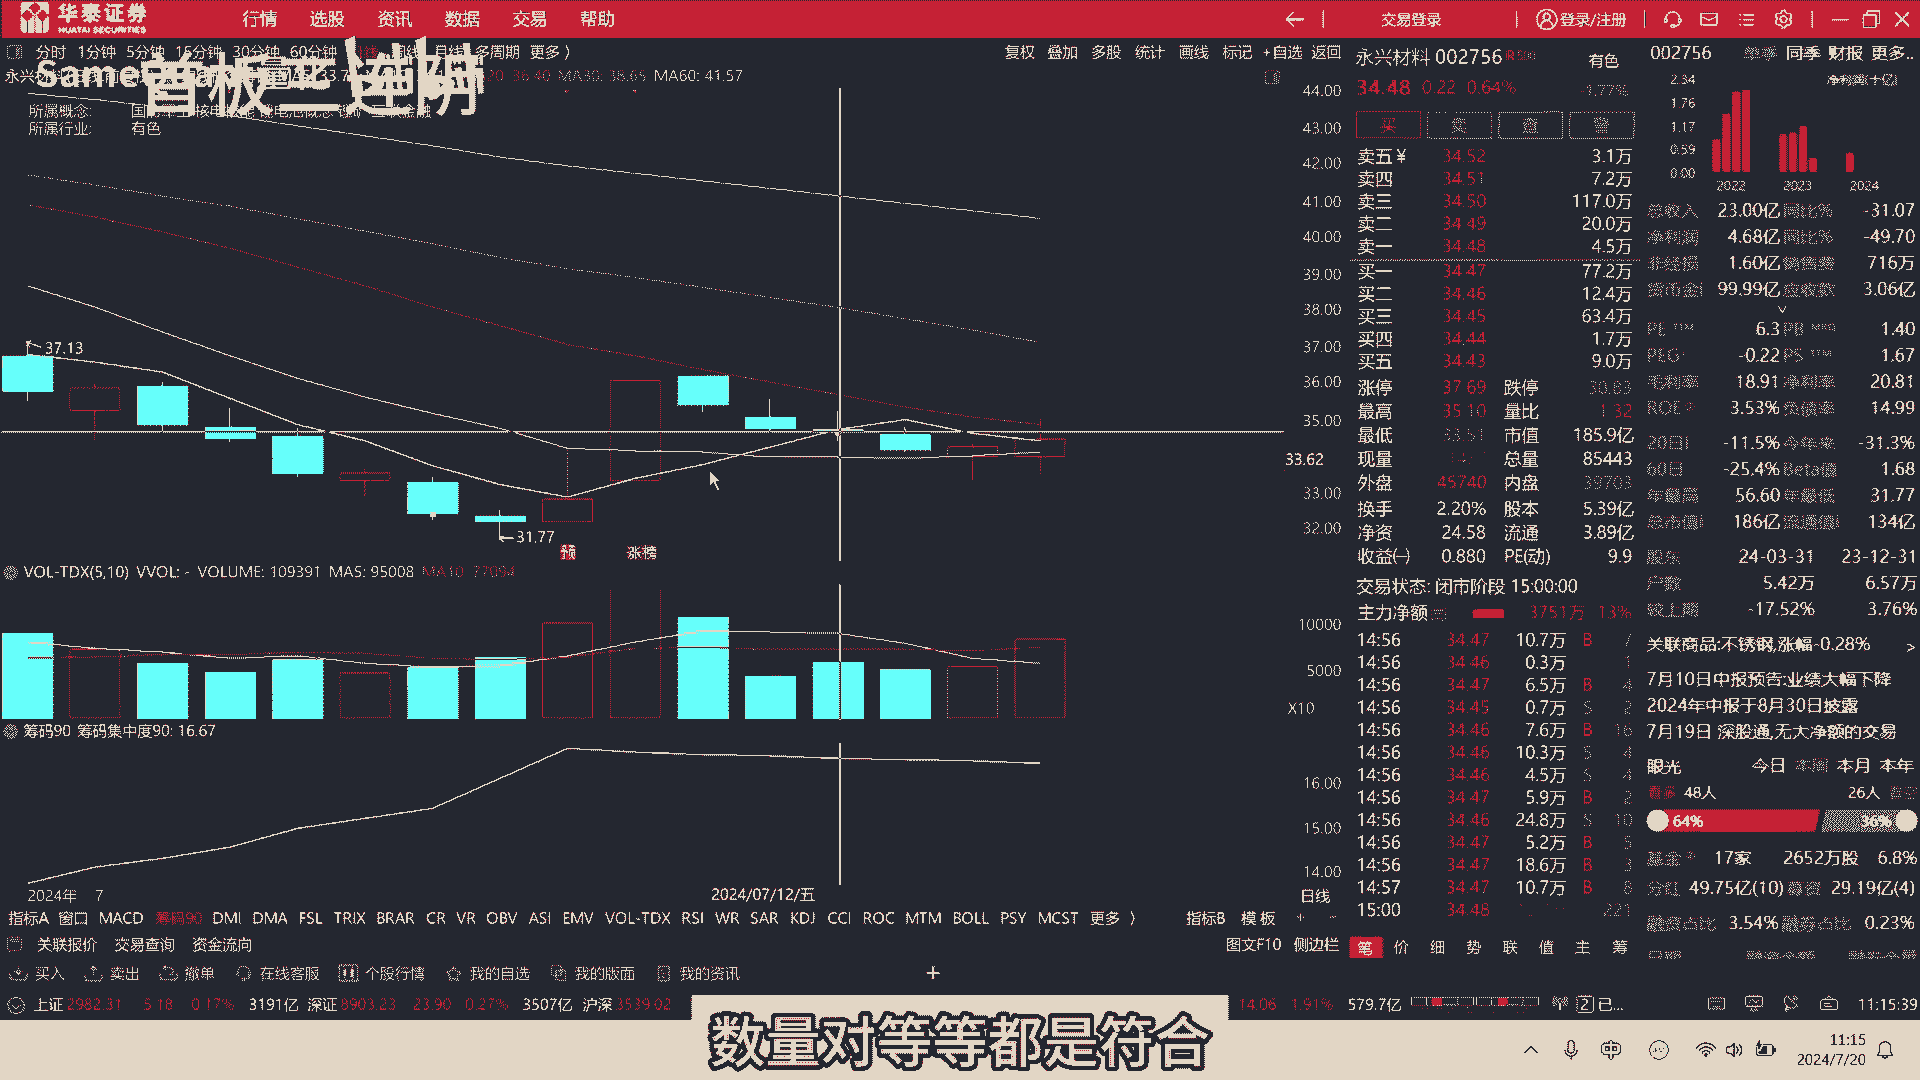 华泰证券
HUATAI SECURITIES
行情 选股 资讯 数据 交易 帮助
交易登录
登录/注册
分时 1分钟 5分钟 15分钟 30分钟 60分钟
多周期 更多
复权 叠加 多股 统计 画线 标记 +自选 返回
36.40 MA30: 38.65 MA60: 41.57
首板三连阴
所属概念:
所属行业: 有色
44.00
43.00
42.00
41.00
40.00
39.00
38.00
37.00
36.00
35.00
33.62
33.00
32.00
37.13
31.77
预 涨榜
VOL-TDX(5,10) VVOL: - VOLUME: 109391 MA5: 95008 MA10: 77094
10000
5000
X10
筹码90 筹码集中度90: 16.67
16.00
15.00
14.00
2024年 7
2024/07/12/五
日线
指标A 窗口 MACD 筹码90 DMI DMA FSL TRIX BRAR CR VR OBV ASI EMV VOL-TDX RSI WR SAR KDJ CCI ROC MTM BOLL PSY MCST 更多
指标B 模板
关联报价 交易查询 资金流向
图文F10 侧边栏
买入 卖出 撤单 在线客服 个股行情 我的自选 我的版面 我的资讯
永兴材料 002756
有色
34.48 0.22 0.64% -1.77%
买 卖
卖五¥ 34.52 3.1万
卖四 34.51 7.2万
卖三 34.50 117.0万
卖二 34.49 20.0万
卖一 34.48 4.5万
买一 34.47 77.2万
买二 34.46 12.4万
买三 34.45 63.4万
买四 34.44 1.7万
买五 34.43 9.0万
涨停 37.69 跌停 30.83
最高 35.10 量比 1.32
最低 33.51 市值 185.9亿
现量 总量 85443
外盘 45740 内盘 39703
换手 2.20% 股本 5.39亿
净资 24.58 流通 3.89亿
收益㈠ 0.880 PE(动) 9.9
交易状态: 闭市阶段 15:00:00
主力净额 3751万 13%
14:56 34.47 10.7万 B 7
14:56 34.46 0.3万 1
14:56 34.47 6.5万 B 4
14:56 34.45 0.7万 S 2
14:56 34.46 7.6万 B 16
14:56 34.46 10.3万 S 4
14:56 34.46 4.5万 S 4
14:56 34.47 5.9万 B 2
14:56 34.46 24.8万 S 10
14:56 34.47 5.2万 B 5
14:56 34.47 18.6万 B 3
14:57 34.47 10.7万 B 8
15:00 34.48 221
笔 价 细 势 联 值 主 筹
002756 同季 财报 更多..
2.34
1.76
1.17
0.59
0.00
2022 2023 2024
总收入 23.00亿 同比% -31.07
净利润 4.68亿 同比% -49.70
1.60亿 716万
99.99亿 应收款 3.06亿
6.3 1.40
PEG -0.22 1.67
毛利率 18.91 净利率 20.81
ROE 3.53% 负债率 14.99
20日 -11.5% 今年来 -31.3%
60日 -25.4% Beta值 1.68
年最高 56.60 年最低 31.77
总市值 186亿 流通值 134亿
股东 24-03-31 23-12-31
户数 5.42万 6.57万
较上期 -17.52% 3.76%
关联商品:不锈钢,涨幅-0.28% >
7月10日中报预告:业绩大幅下降
2024年中报于8月30日披露
7月19日 深股通,无大净额的交易
眼光 今日 本周 本月 本年
48人 26人
64% 36%
基金 17家 2652万股 6.8%
分红 49.75亿(10) 募资 29.19亿(4)
融资占比 3.54% 融券占比 0.23%
上证 2982.31 5.18 0.17% 3191亿 深证 8903.23 23.90 0.27% 3507亿 沪深 3539.02
14.06 1.91% 579.7亿
11:15:39
数量对等等都是符合
11:15
2024/7/20